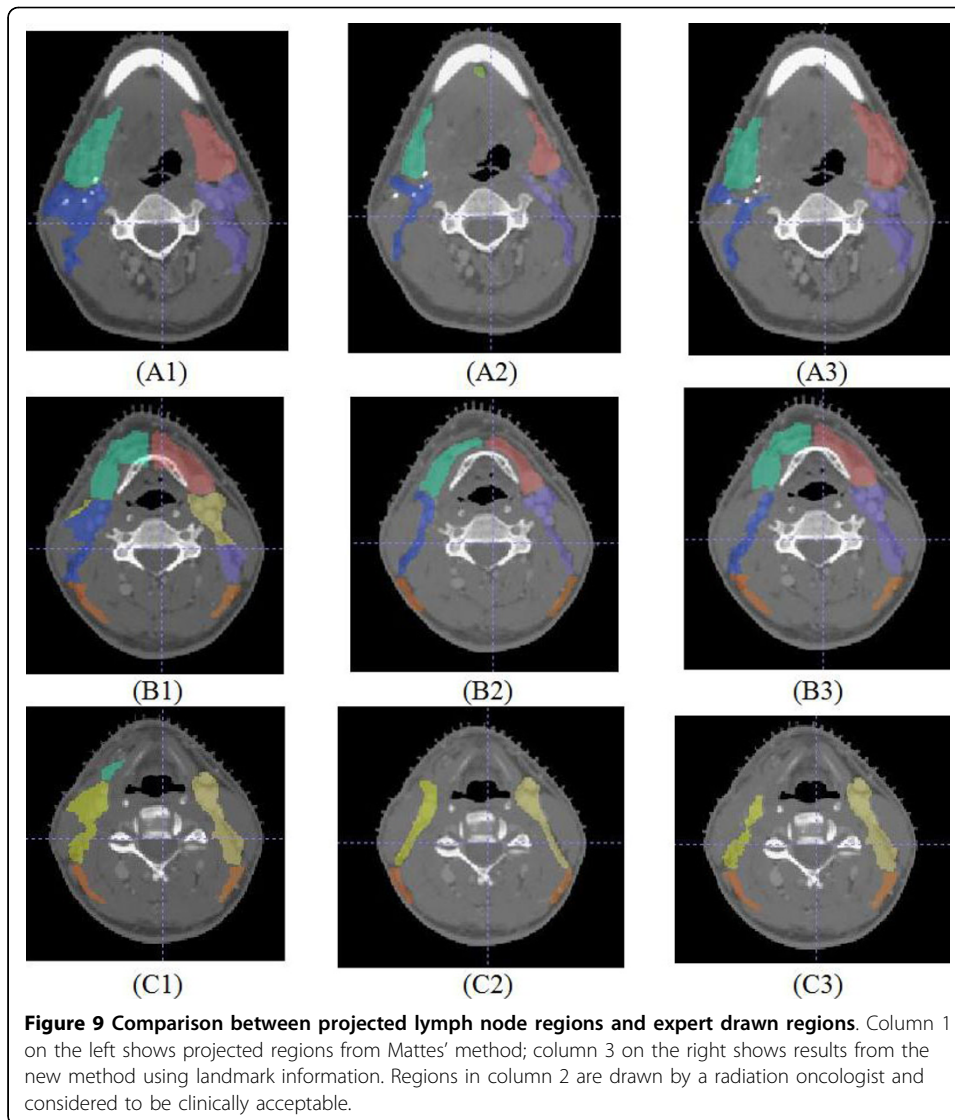 (A1) (A2) (A3)
(B1) (B2) (B3)
(C1) (C2) (C3)
Figure 9 Comparison between projected lymph node regions and expert drawn regions. Column 1
on the left shows projected regions from Mattes' method; column 3 on the right shows results from the
new method using landmark information. Regions in column 2 are drawn by a radiation oncologist and
considered to be clinically acceptable.